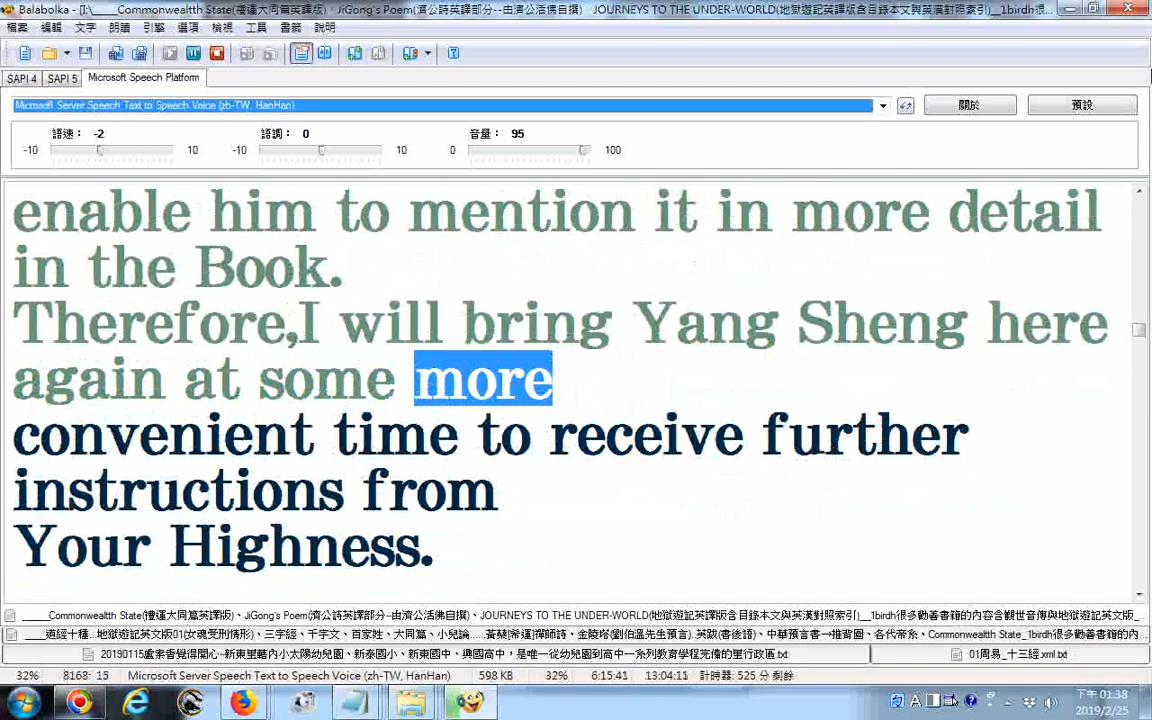 Balabolka - [I:\_____Commonwealth State(禮運大同篇英譯版)、JiGong's Poem(濟公詩英譯部分--由濟公活佛自撰)、JOURNEYS TO THE UNDER-WORLD(地獄遊記英譯版含目錄本文與英漢對照索引)__1birdh很...
檔案 編輯 文字 朗讀 引擎 選項 檢視 工具 書籤 說明
SAPI 4 SAPI 5 Microsoft Speech Platform
Microsoft Server Speech Text to Speech Voice (zh-TW, HanHan) 關於 預設
語速： -2 語調： 0 音量： 95
-10 10 -10 10 0 100
enable him to mention it in more detail
in the Book.
Therefore,I will bring Yang Sheng here
again at some more
convenient time to receive further
instructions from
Your Highness.
_____Commonwealth State(禮運大同篇英譯版)、JiGong's Poem(濟公詩英譯部分--由濟公活佛自撰)、JOURNEYS TO THE UNDER-WORLD(地獄遊記英譯版含目錄本文與英漢對照索引)__1birdh很多勸善書籍的內容含觀世音傳與地獄遊記英文版_
道經十種...地獄遊記英文版01(女魂受刑情形)、三字經、千字文、百家姓、大同篇、小兒論.....黃蘗[希運]禪師詩、金陵塔(劉伯溫先生預言)、英跋(書後語)、中華預言書一推背圖、各代帝系、Commonwealth State_1birdh很多勸善書籍的內...
20190115盧素香覺得開心--新東里轄內小太陽幼兒園、新泰國小、新東國中、興國高中，是唯一從幼兒園到高中一系列教育學程完備的里行政區.txt 01周易_十三經.xml.txt
32% 8168: 15 Microsoft Server Speech Text to Speech Voice (zh-TW, HanHan) 598 KB 32% 6:15:41 13:04:11 計時器： 525 分 剩餘
下午 01:38
2019/2/25